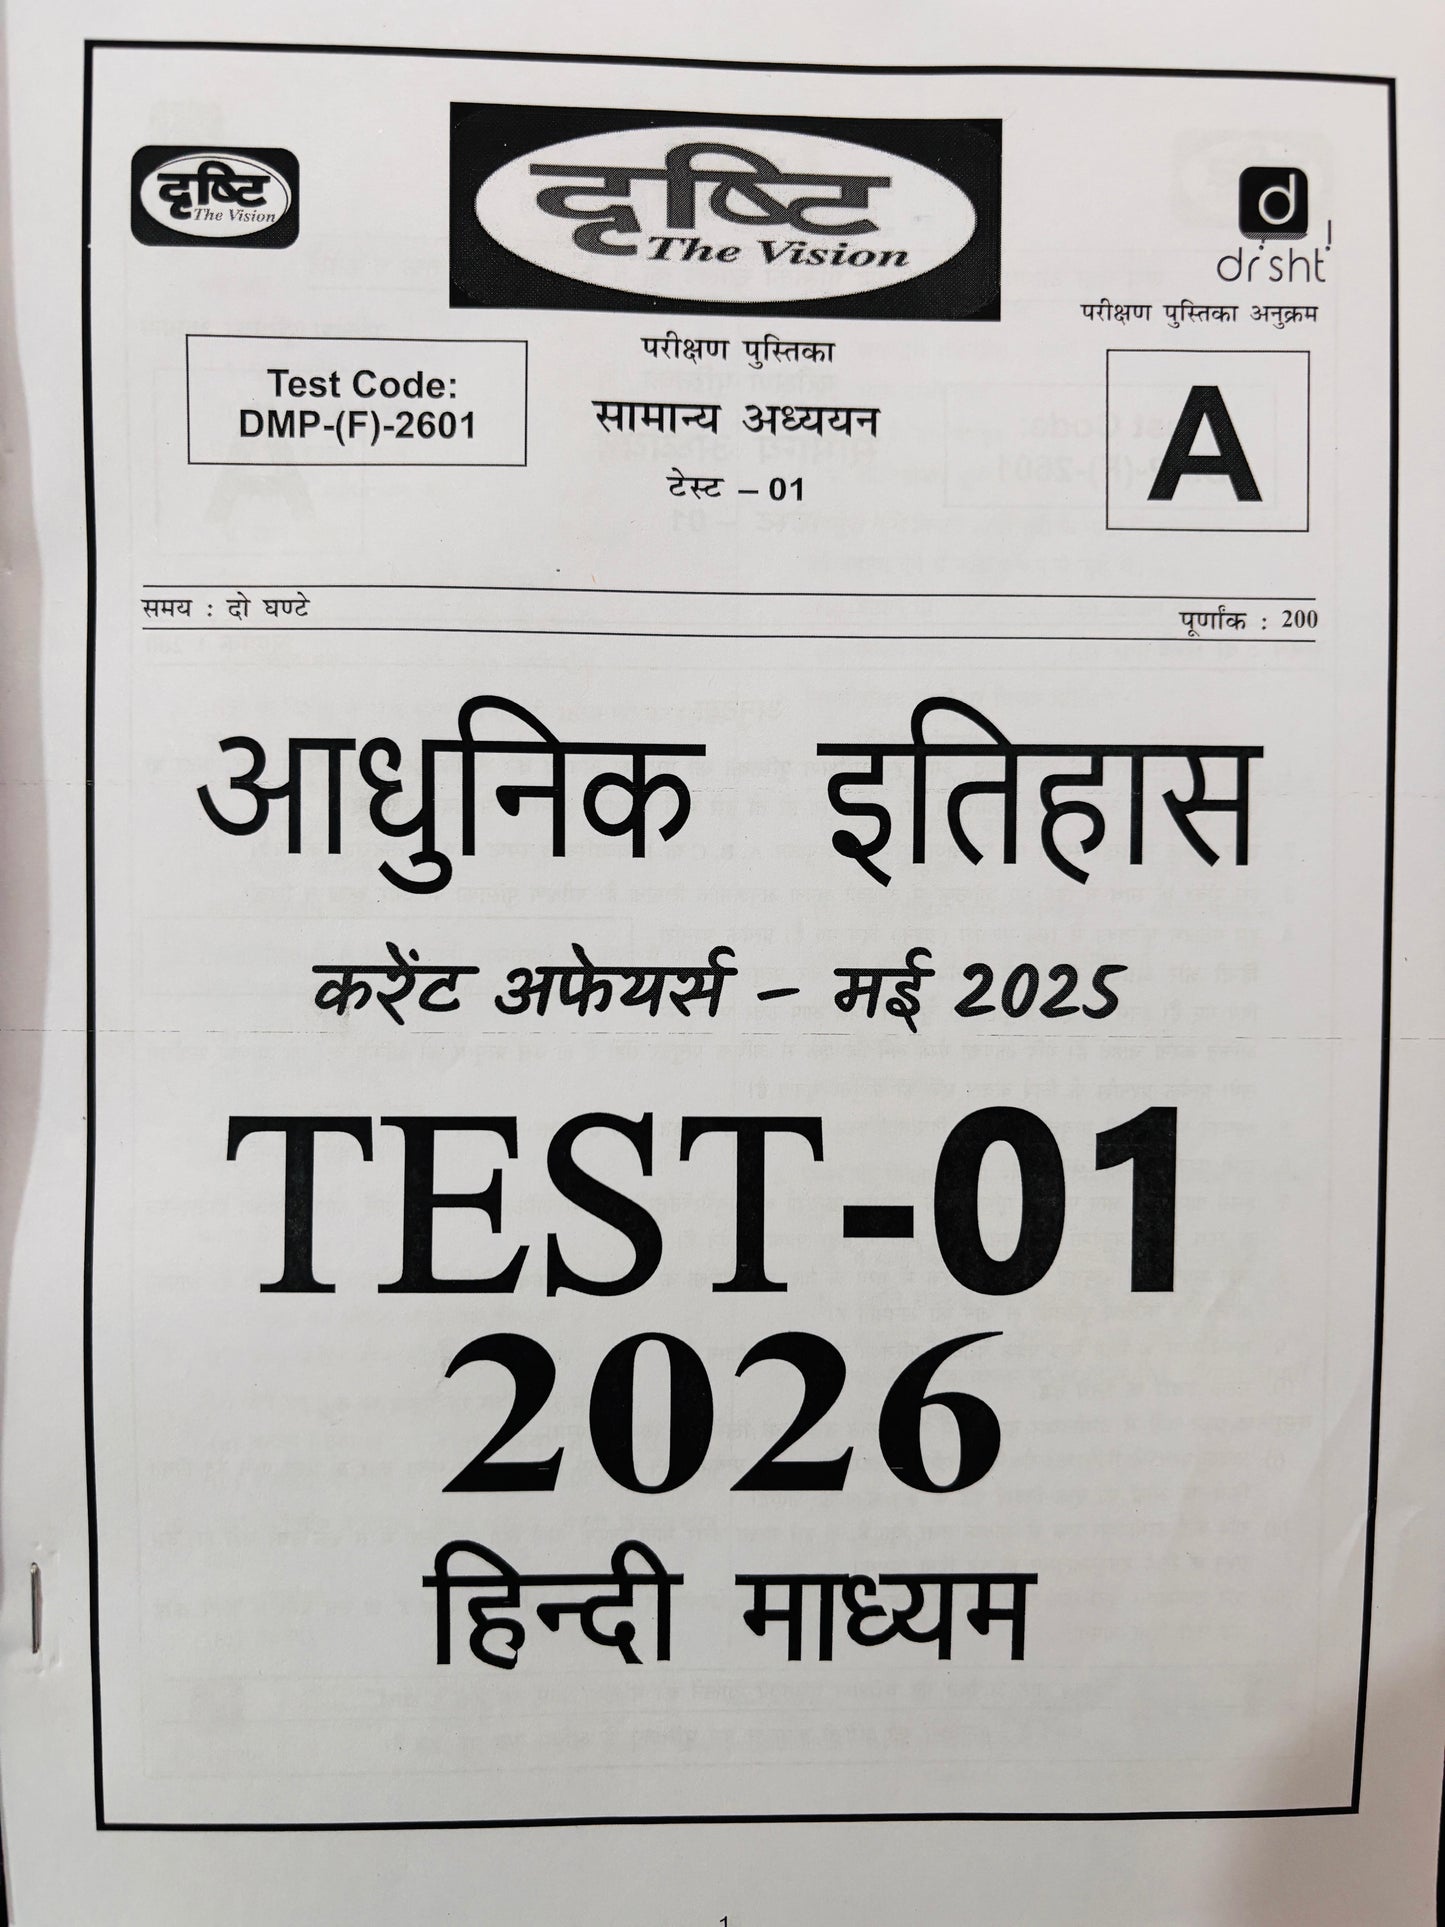 दृष्टि
The Vision
दृष्टि
The Vision
d
drishti
परीक्षण पुस्तिका अनुक्रम
Test Code:
DMP-(F)-2601
परीक्षण पुस्तिका
सामान्य अध्ययन
टेस्ट – 01
A
समय : दो घण्टे
पूर्णांक : 200
आधुनिक इतिहास
करेंट अफेयर्स - मई 2025
TEST-01
2026
हिन्दी माध्यम
1